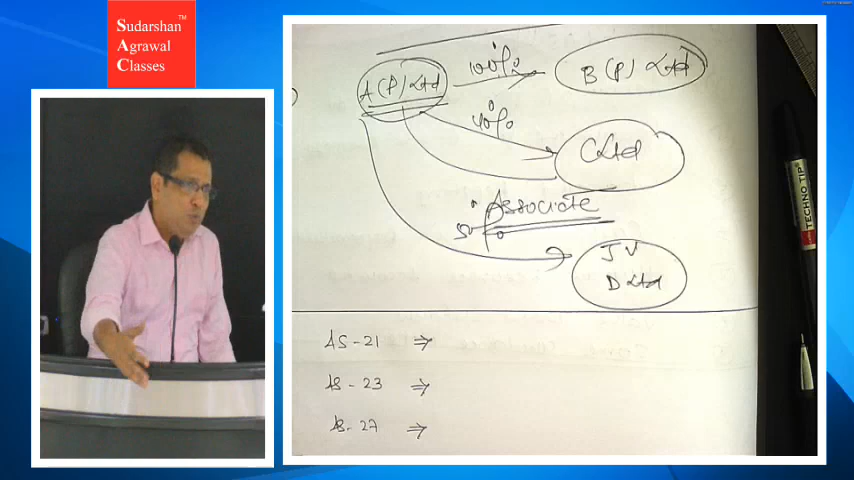 Sudarshan™
Agrawal
Classes
A (P) Ltd
100%
B (P) Ltd
40%
C Ltd
Associate
50%
JV
D Ltd
AS-21 ⇒
AS-23 ⇒
AS-27 ⇒
TECHNO TIP